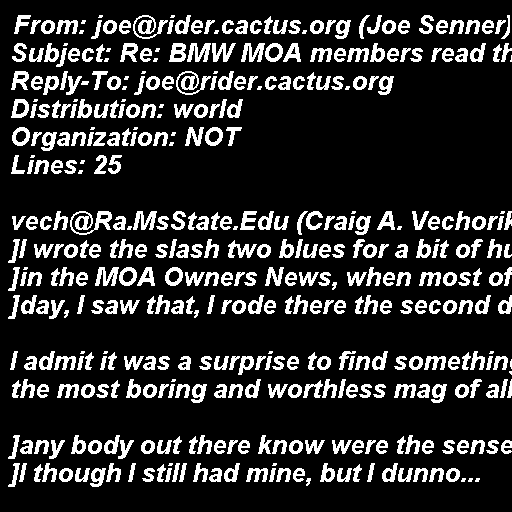 From: joe@rider.cactus.org (Joe Senner)
Subject: Re: BMW MOA members read th
Reply-To: joe@rider.cactus.org
Distribution: world
Organization: NOT
Lines: 25

vech@Ra.MsState.Edu (Craig A. Vechorik
]I wrote the slash two blues for a bit of hu
]in the MOA Owners News, when most of
]day, I saw that, I rode there the second d

I admit it was a surprise to find something
the most boring and worthless mag of all

]any body out there know were the sense
]I though I still had mine, but I dunno...